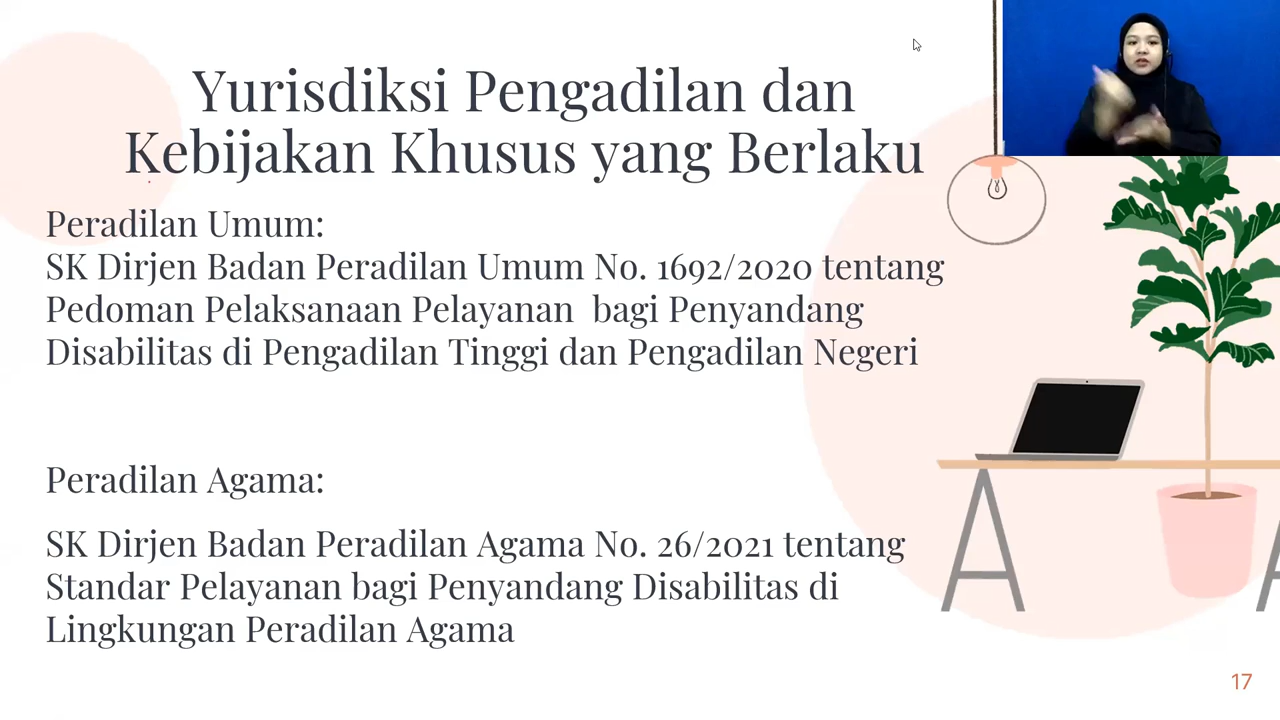 Yurisdiksi Pengadilan dan
Kebijakan Khusus yang Berlaku
Peradilan Umum:
SK Dirjen Badan Peradilan Umum No. 1692/2020 tentang
Pedoman Pelaksanaan Pelayanan  bagi Penyandang
Disabilitas di Pengadilan Tinggi dan Pengadilan Negeri
Peradilan Agama:
SK Dirjen Badan Peradilan Agama No. 26/2021 tentang
Standar Pelayanan bagi Penyandang Disabilitas di
Lingkungan Peradilan Agama
17